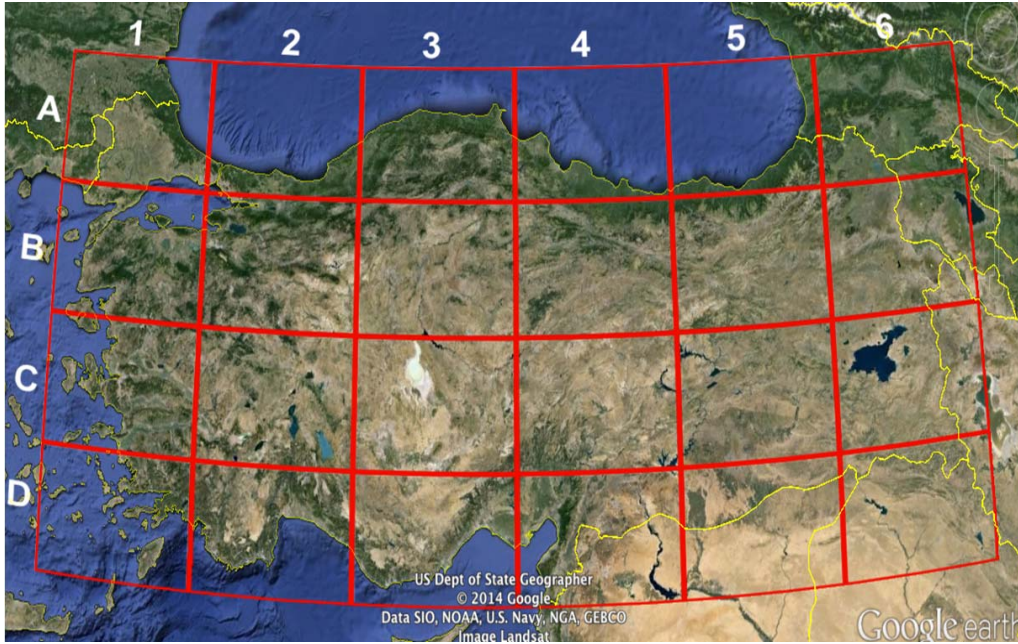 1 2 3 4 5 6
A
B
C
D
US Dept of State Geographer
© 2014 Google
Data SIO, NOAA, U.S. Navy, NGA, GEBCO
Image Landsat
Google earth